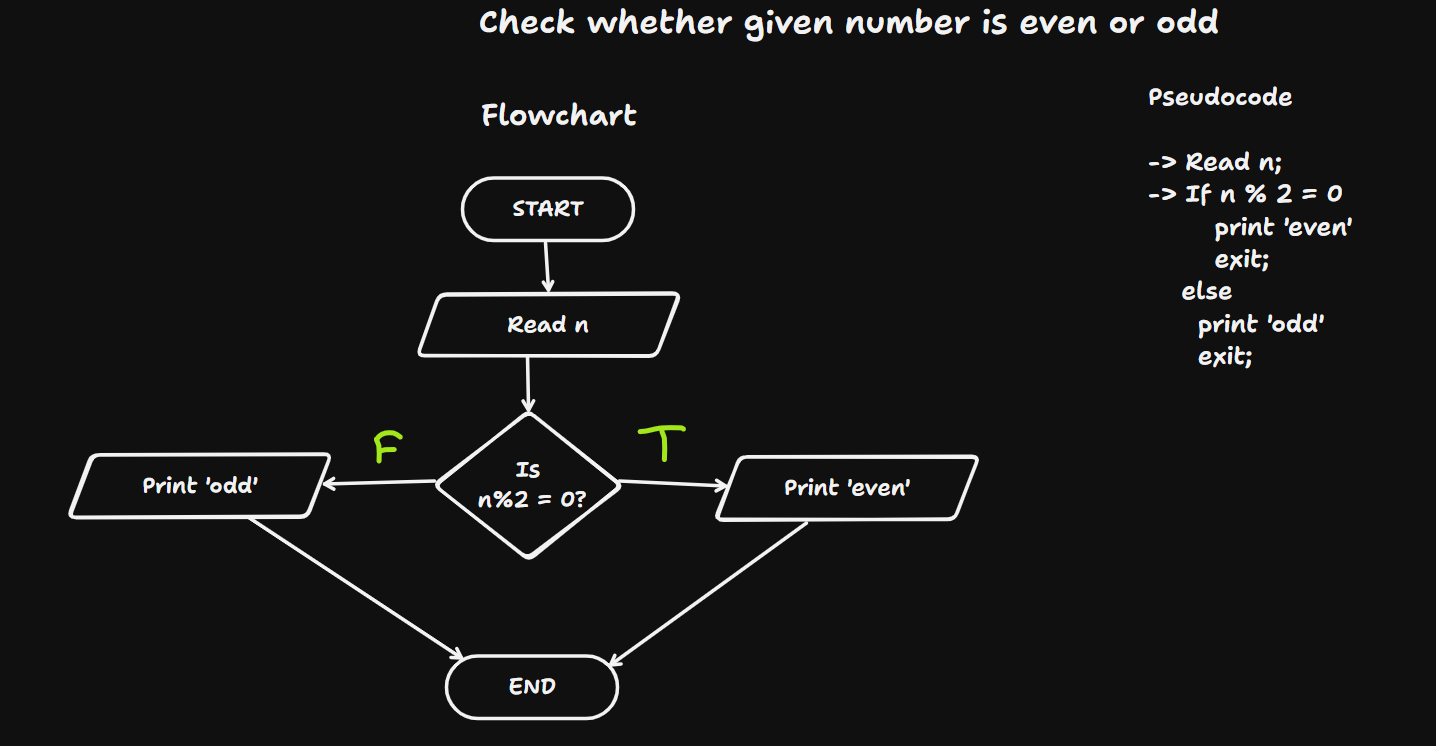 Check whether given number is even or odd
Flowchart
START
Read n
F
T
Is
n%2 = 0?
Print 'odd'
Print 'even'
END
Pseudocode
-> Read n;
-> If n % 2 = 0
print 'even'
exit;
else
print 'odd'
exit;